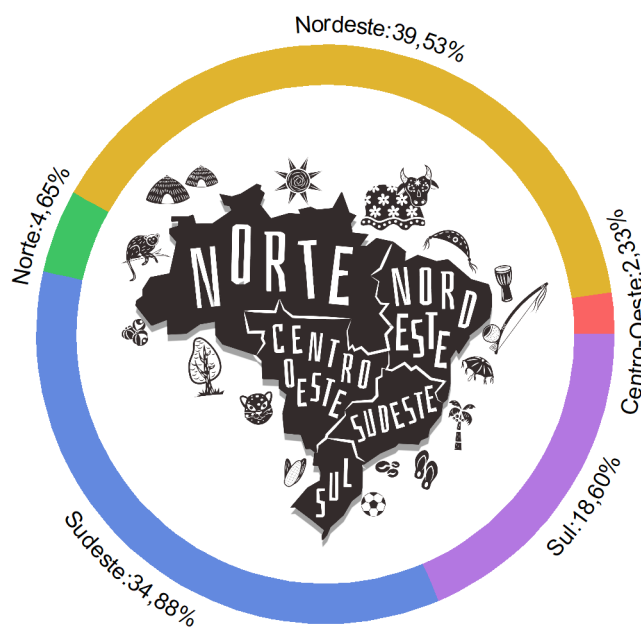 Nordeste:39,53%
Norte:4,65%
Centro-Oeste:2,33%
NORTE
NORD
ESTE
CENTRO
OESTE
SUDESTE
SUL
Sudeste:34,88%
Sul:18,60%